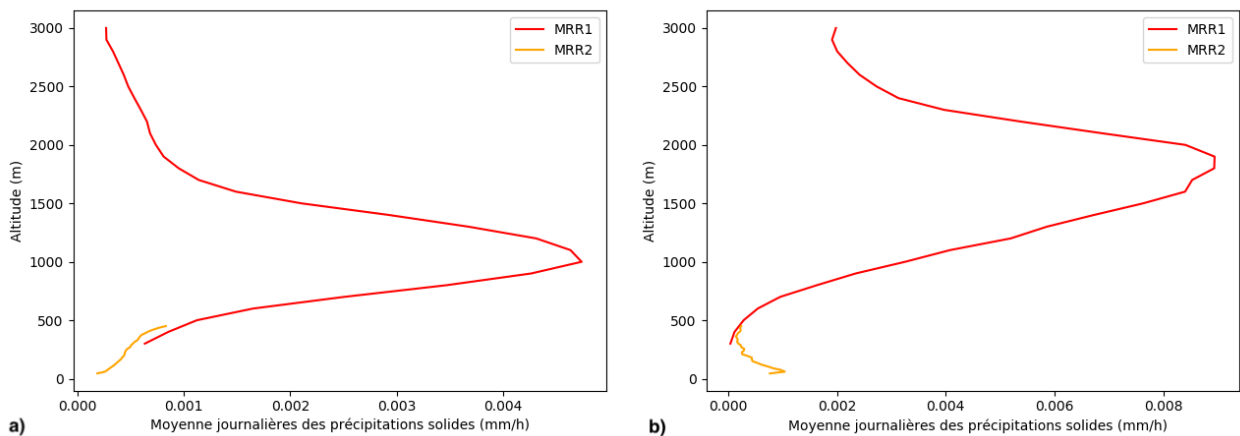 MRR1
MRR2
3000
2500
2000
1500
1000
500
0
Altitude (m)
0.000 0.001 0.002 0.003 0.004
Moyenne journalières des précipitations solides (mm/h)
a)
MRR1
MRR2
3000
2500
2000
1500
1000
500
0
Altitude (m)
0.000 0.002 0.004 0.006 0.008
Moyenne journalières des précipitations solides (mm/h)
b)